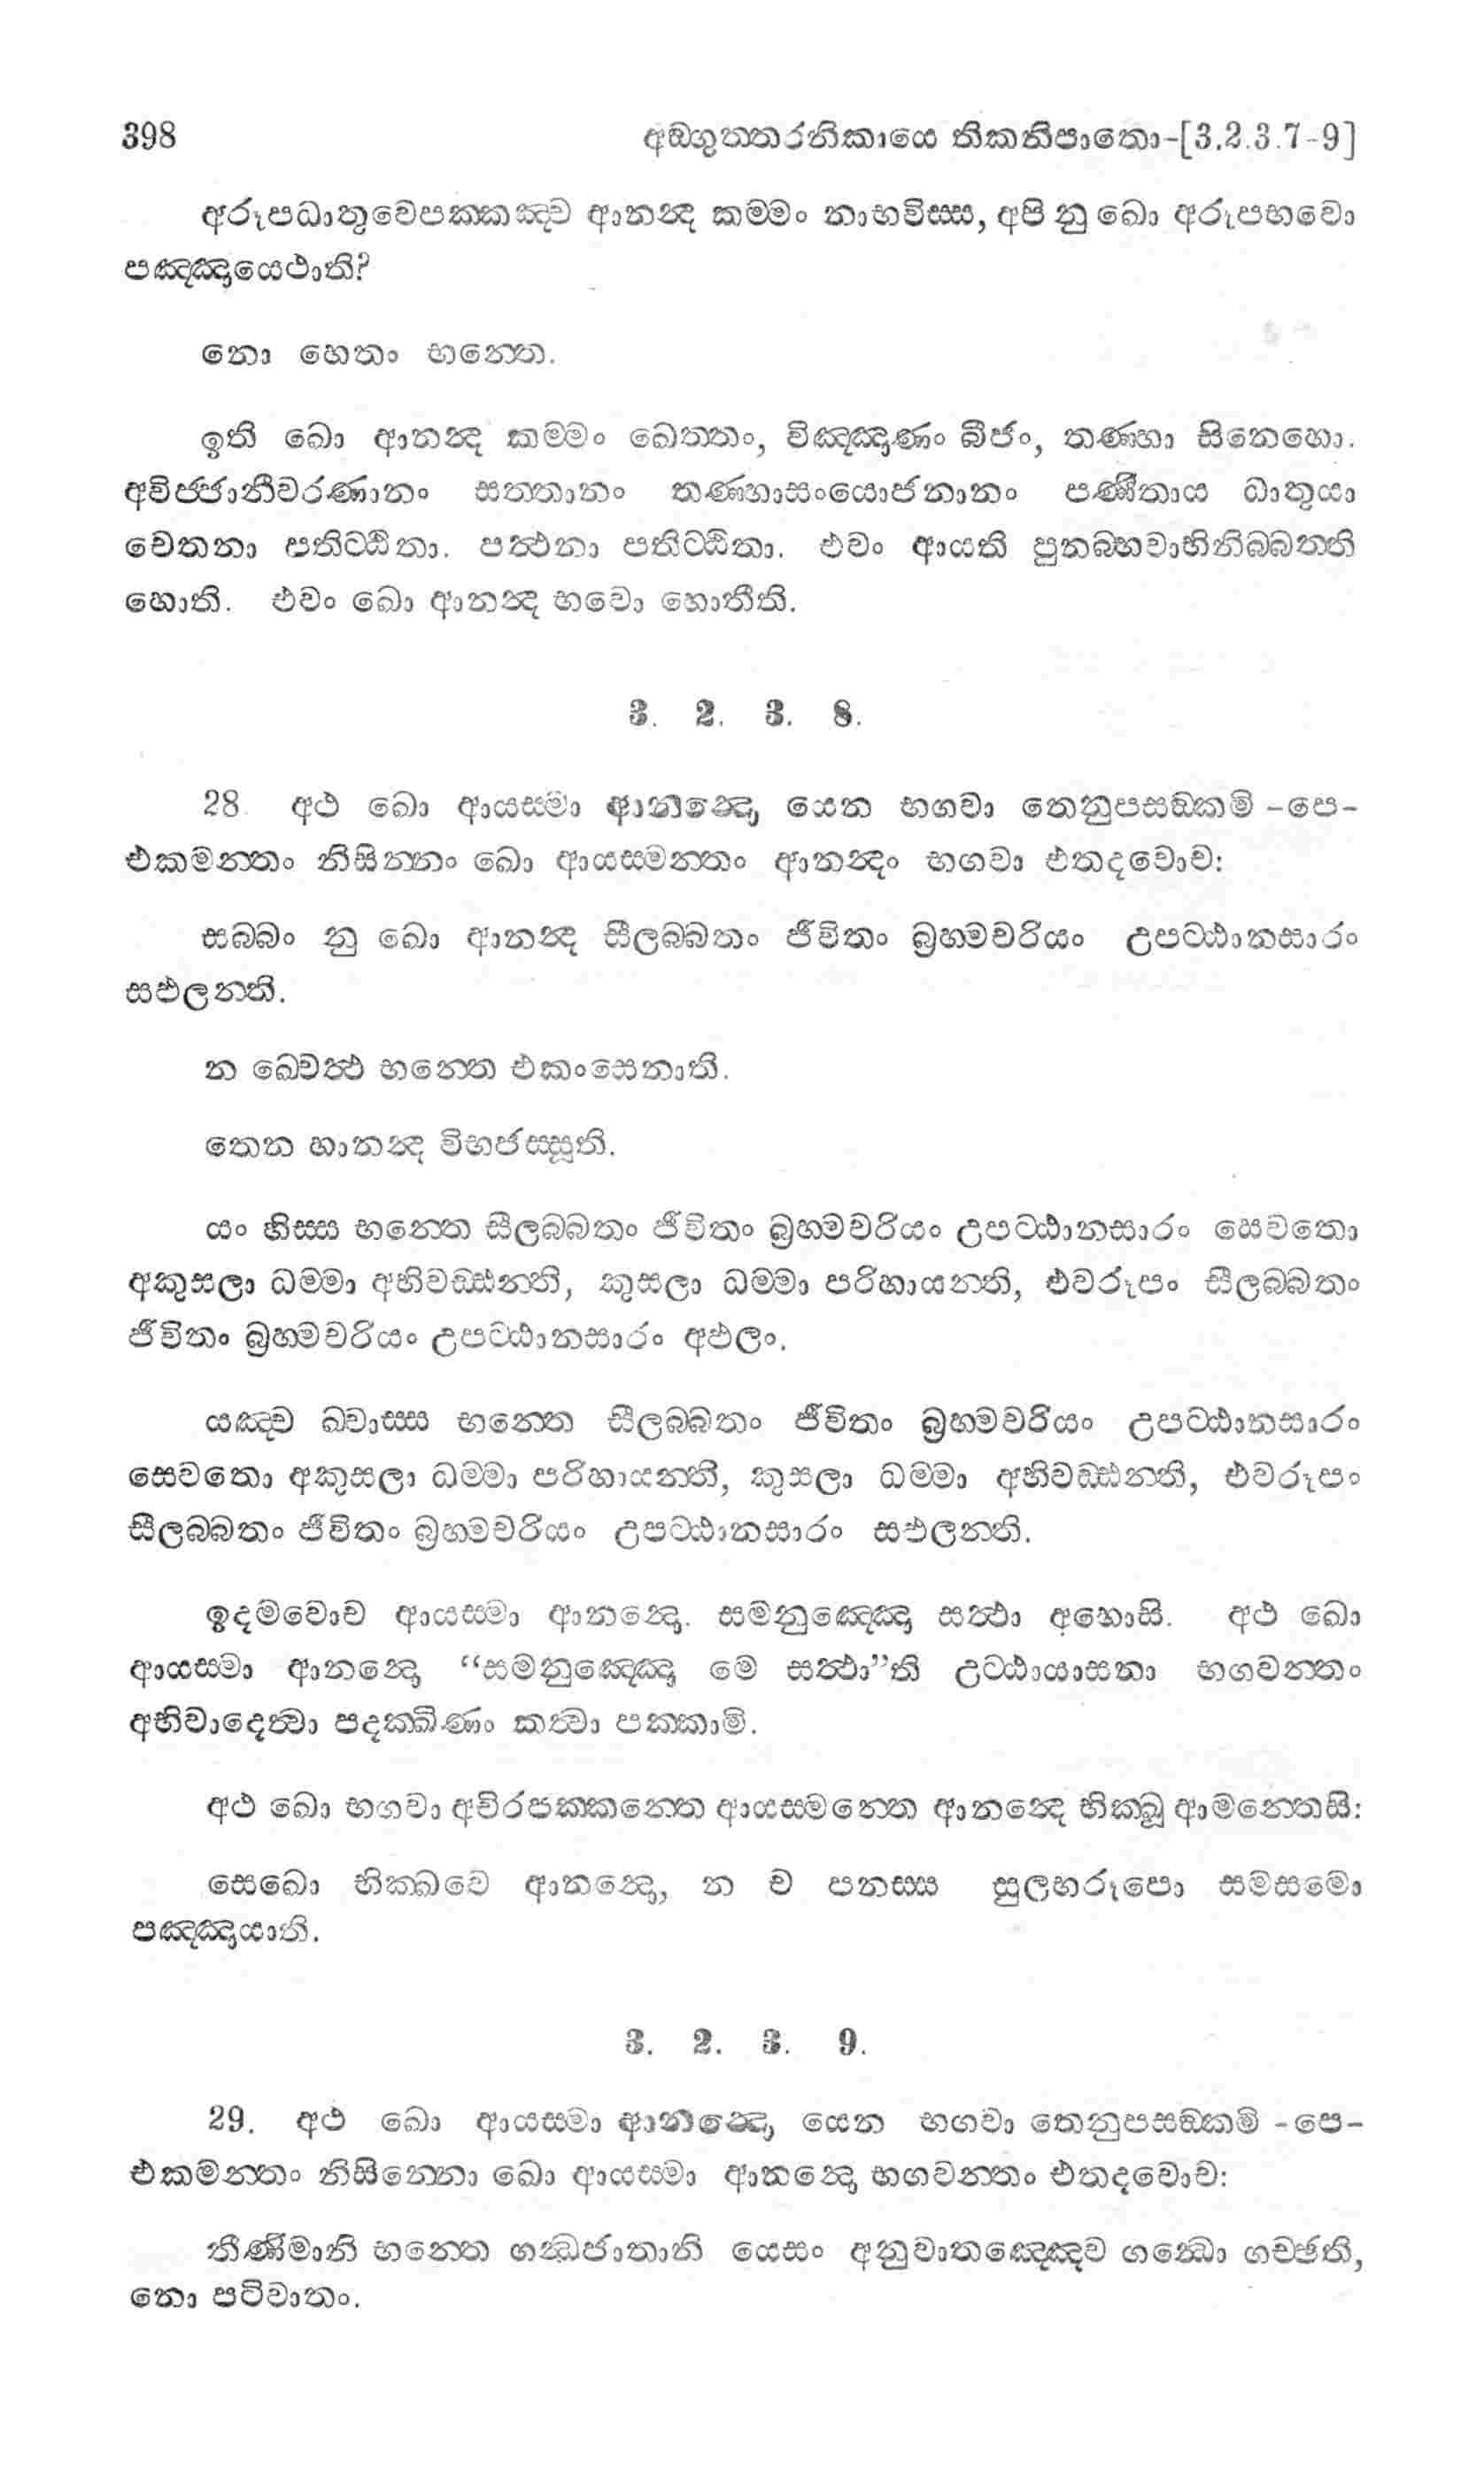 398 අඞගුත්තරනිකායෙ තිකනිපාතො-[3.2.3.7-9]
අරූපධාතුවෙපක්කඤ්ච ආනන්ද කම්මං නාභවිස්ස, අපි නු ඛො අරූපභවො
පඤ්ඤායෙථාති?
නො හෙතං භන්තෙ.
ඉති ඛො ආනන්ද කම්මං ඛෙත්තං, විඤ්ඤාණං බීජං, තණ්හා සිනෙහො.
අවිජ්ජානීවරණානං සත්තානං තණ්හාසංයොජනානං පණීතාය ධාතුයා
චෙතනා පතිට්ඨිතා. පත්ථනා පතිට්ඨිතා. එවං ආයති පුනබ්භවාභිනිබ්බත්ති
හොති. එවං ඛො ආනන්ද භවො හොතීති.
3. 2. 3. 8.
28. අථ ඛො ආයස්මා ආනන්දො යෙන භගවා තෙනුපසඞ්කමි -පෙ-
එකමන්තං නිසින්නං ඛො ආයස්මන්තං ආනන්දං භගවා එතදවොච:
සබ්බං නු ඛො ආනන්ද සීලබ්බතං ජීවිතං බ්‍රහ්මචරියං උපට්ඨානසාරං
සඵලන්ති.
න ඛ්වෙත්ථ භන්තෙ එකංසෙනාති.
තෙන හානන්ද විභජස්සූති.
යං හිස්ස භන්තෙ සීලබ්බතං ජීවිතං බ්‍රහ්මචරියං උපට්ඨානසාරං සෙවතො
අකුසලා ධම්මා අභිවඩ්ඪන්ති, කුසලා ධම්මා පරිහායන්ති, එවරූපං සීලබ්බතං
ජීවිතං බ්‍රහ්මචරියං උපට්ඨානසාරං අඵලං.
යඤ්ච ඛ්වාස්ස භන්තෙ සීලබ්බතං ජීවිතං බ්‍රහ්මචරියං උපට්ඨානසාරං
සෙවතො අකුසලා ධම්මා පරිහායන්ති, කුසලා ධම්මා අභිවඩ්ඪන්ති, එවරූපං
සීලබ්බතං ජීවිතං බ්‍රහ්මචරියං උපට්ඨානසාරං සඵලන්ති.
ඉදමවොච ආයස්මා ආනන්දො. සමනුඤ්ඤො සත්ථා අහොසි. අථ ඛො
ආයස්මා ආනන්දො “සමනුඤ්ඤො මෙ සත්ථා”ති උට්ඨායාසනා භගවන්තං
අභිවාදෙත්වා පදක්ඛිණං කත්වා පක්කාමි.
අථ ඛො භගවා අචිරපක්කන්තෙ ආයස්මන්තෙ ආනන්දෙ භික්ඛූ ආමන්තෙසි:
සෙඛො භික්ඛවෙ ආනන්දො, න ච පනස්ස සුලභරූපො සමසමො
පඤ්ඤායාති.
3. 2. 3. 9.
29. අථ ඛො ආයස්මා ආනන්දො යෙන භගවා තෙනුපසඞ්කමි -පෙ-
එකමන්තං නිසින්නො ඛො ආයස්මා ආනන්දො භගවන්තං එතදවොච:
තීණිමානි භන්තෙ ගන්ධජාතානි යෙසං අනුවාතඤ්ඤෙව ගන්ධො ගච්ඡති,
නො පටිවාතං.